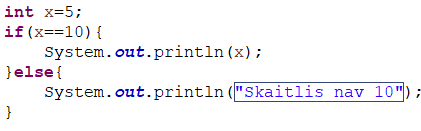 int x=5;
if(x==10){
    System.out.println(x);
}else{
    System.out.println("Skaitlis nav 10");
}